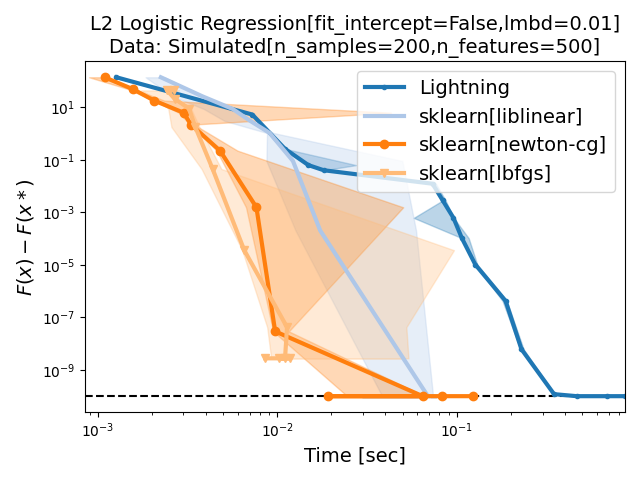 L2 Logistic Regression[fit_intercept=False,lmbd=0.01]
Data: Simulated[n_samples=200,n_features=500]
Lightning
sklearn[liblinear]
sklearn[newton-cg]
sklearn[lbfgs]
F(x) − F(x*)
10¹
10⁻¹
10⁻³
10⁻⁵
10⁻⁷
10⁻⁹
10⁻³ 10⁻² 10⁻¹
Time [sec]